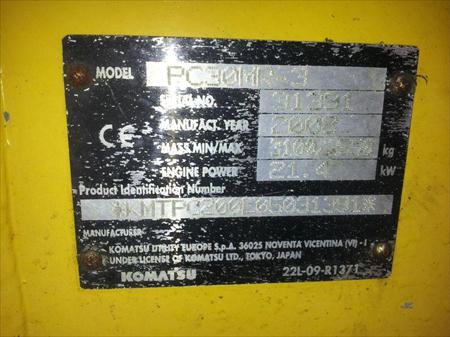 MODEL PC30MR-3
SERIAL NO. 31391
MANUFACT. YEAR
MASS MIN/MAX kg
ENGINE POWER 21.4 kW
CE
Product Identification Number
MANUFACTURER
KOMATSU UTILITY EUROPE S.p.A. 36025 NOVENTA VICENTINA (VI) - I
UNDER LICENSE OF KOMATSU LTD., TOKYO, JAPAN
KOMATSU 22L-09-R1371